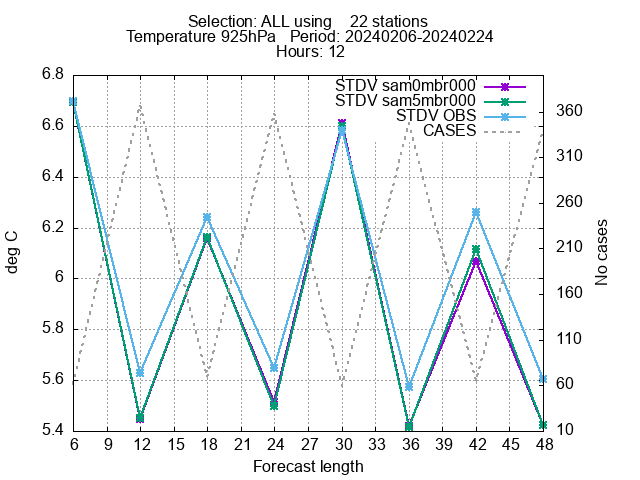 Selection: ALL using 22 stations
Temperature 925hPa Period: 20240206-20240224
Hours: 12
STDV sam0mbr000
STDV sam5mbr000
STDV OBS
CASES
deg C
6.8
6.6
6.4
6.2
6
5.8
5.6
5.4
360
310
260
210
160
110
60
10
No cases
6 12 15 18 21 24 27 30 33 36 39 42 45 48
Forecast length